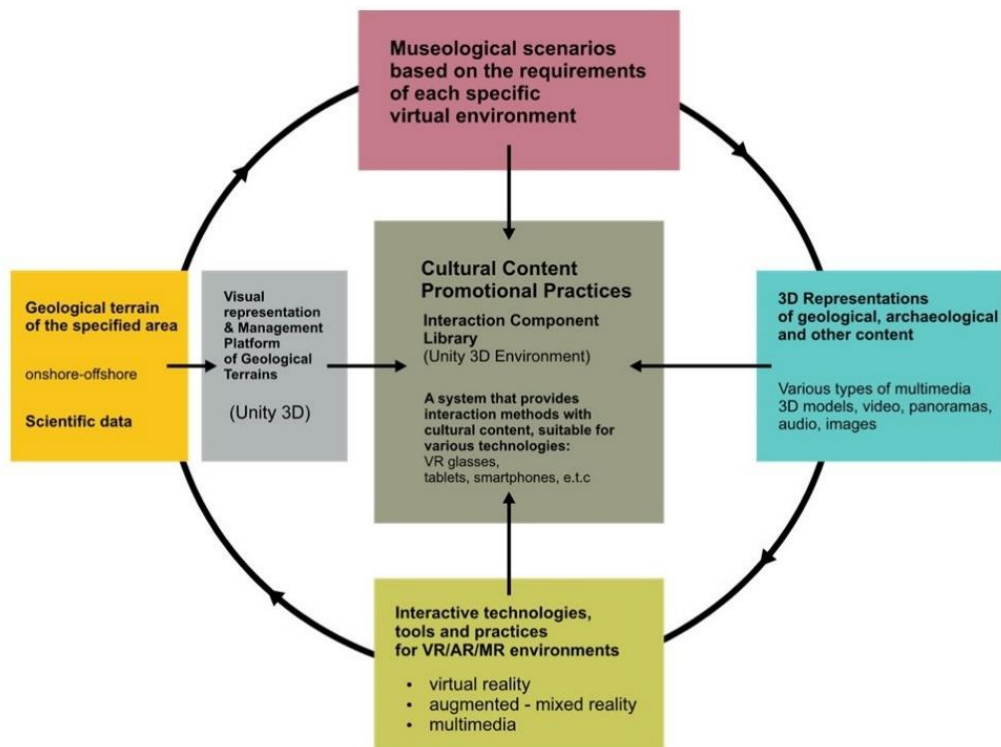 Museological scenarios
based on the requirements
of each specific
virtual environment
Geological terrain
of the specified area
onshore-offshore
Scientific data
Visual
representation
& Management
Platform
of Geological
Terrains
(Unity 3D)
Cultural Content
Promotional Practices
Interaction Component
Library
(Unity 3D Environment)
A system that provides
interaction methods with
cultural content, suitable for
various technologies:
VR glasses,
tablets, smartphones, e.t.c
3D Representations
of geological, archaeological
and other content
Various types of multimedia
3D models, video, panoramas,
audio, images
Interactive technologies,
tools and practices
for VR/AR/MR environments
• virtual reality
• augmented - mixed reality
• multimedia